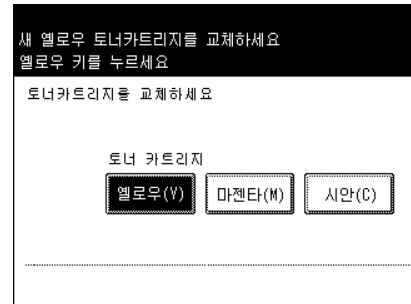 새 옐로우 토너카트리지를 교체하세요
옐로우 키를 누르세요
토너카트리지를 교체하세요
토너 카트리지
옐로우(Y) 마젠타(M) 시안(C)